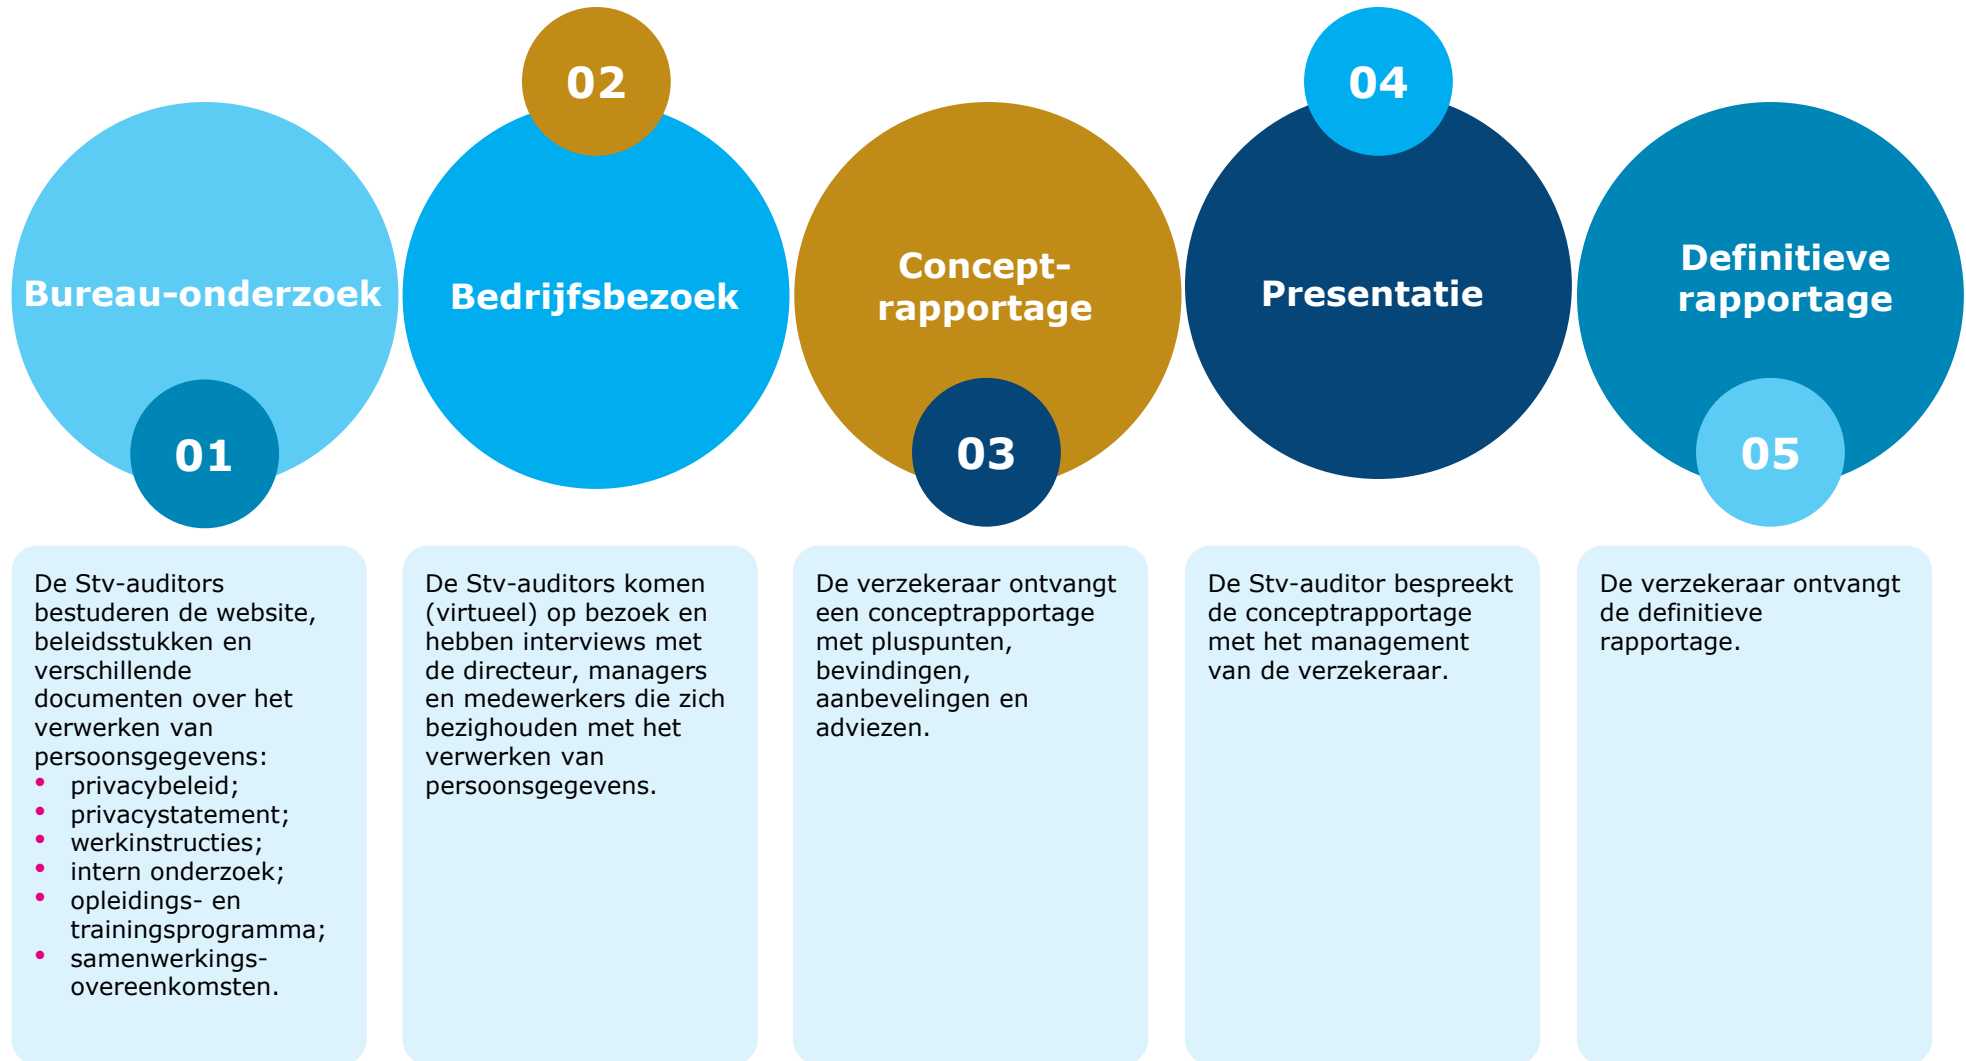 01
Bureau-onderzoek
De Stv-auditors
bestuderen de website,
beleidsstukken en
verschillende
documenten over het
verwerken van
persoonsgegevens:
• privacybeleid;
• privacystatement;
• werkinstructies;
• intern onderzoek;
• opleidings- en
trainingsprogramma;
• samenwerkings-
overeenkomsten.
02
Bedrijfsbezoek
De Stv-auditors komen
(virtueel) op bezoek en
hebben interviews met
de directeur, managers
en medewerkers die zich
bezighouden met het
verwerken van
persoonsgegevens.
03
Concept-
rapportage
De verzekeraar ontvangt
een conceptrapportage
met pluspunten,
bevindingen,
aanbevelingen en
adviezen.
04
Presentatie
De Stv-auditor bespreekt
de conceptrapportage
met het management
van de verzekeraar.
05
Definitieve
rapportage
De verzekeraar ontvangt
de definitieve
rapportage.